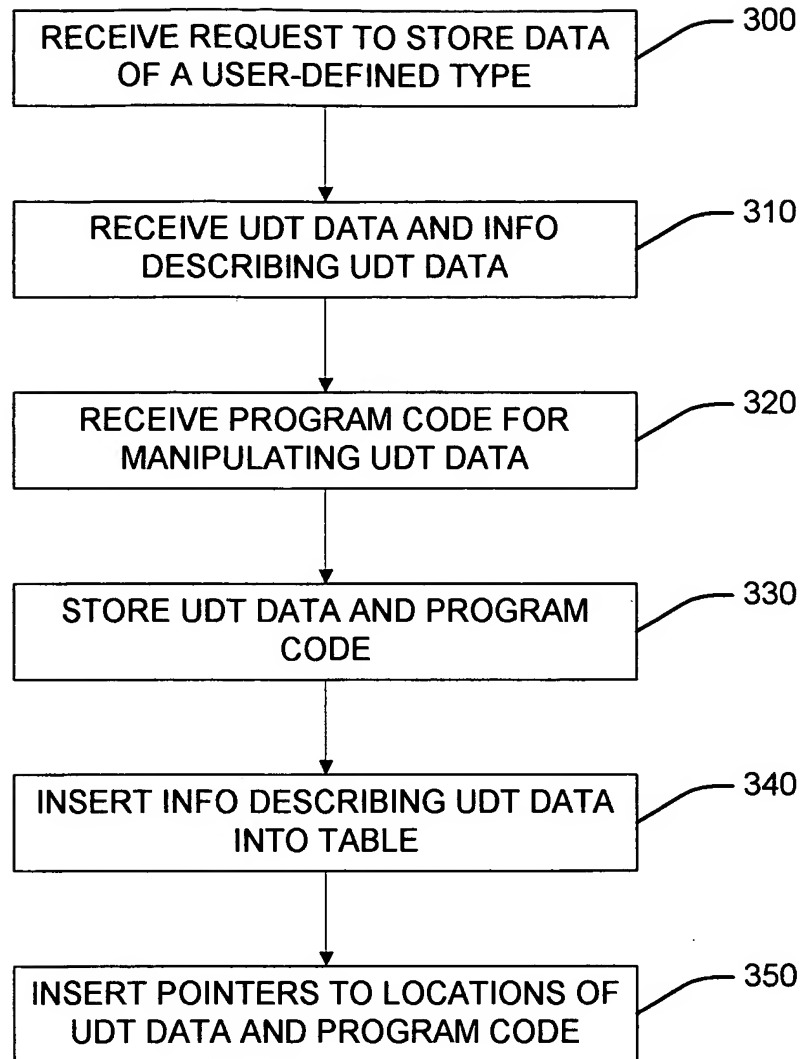 RECEIVE REQUEST TO STORE DATA
OF A USER-DEFINED TYPE
300
RECEIVE UDT DATA AND INFO
DESCRIBING UDT DATA
310
RECEIVE PROGRAM CODE FOR
MANIPULATING UDT DATA
320
STORE UDT DATA AND PROGRAM
CODE
330
INSERT INFO DESCRIBING UDT DATA
INTO TABLE
340
INSERT POINTERS TO LOCATIONS OF
UDT DATA AND PROGRAM CODE
350